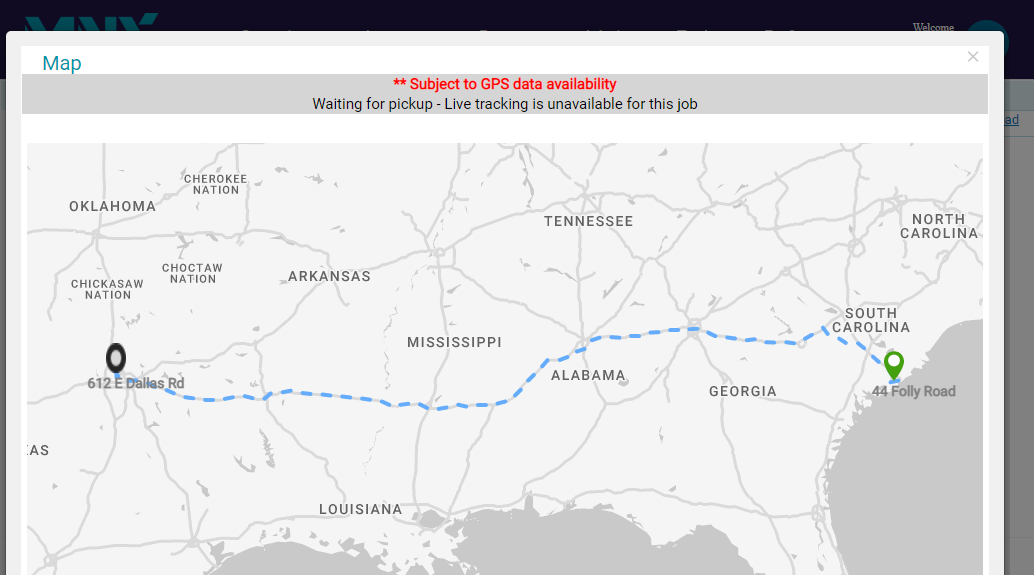 MNX
Welcome
Map
×
** Subject to GPS data availability
Waiting for pickup - Live tracking is unavailable for this job
ad
CHEROKEE
NATION
OKLAHOMA
TENNESSEE
NORTH
CAROLINA
CHOCTAW
NATION
ARKANSAS
CHICKASAW
NATION
SOUTH
CAROLINA
MISSISSIPPI
ALABAMA
612 E Dallas Rd
GEORGIA
44 Folly Road
AS
LOUISIANA